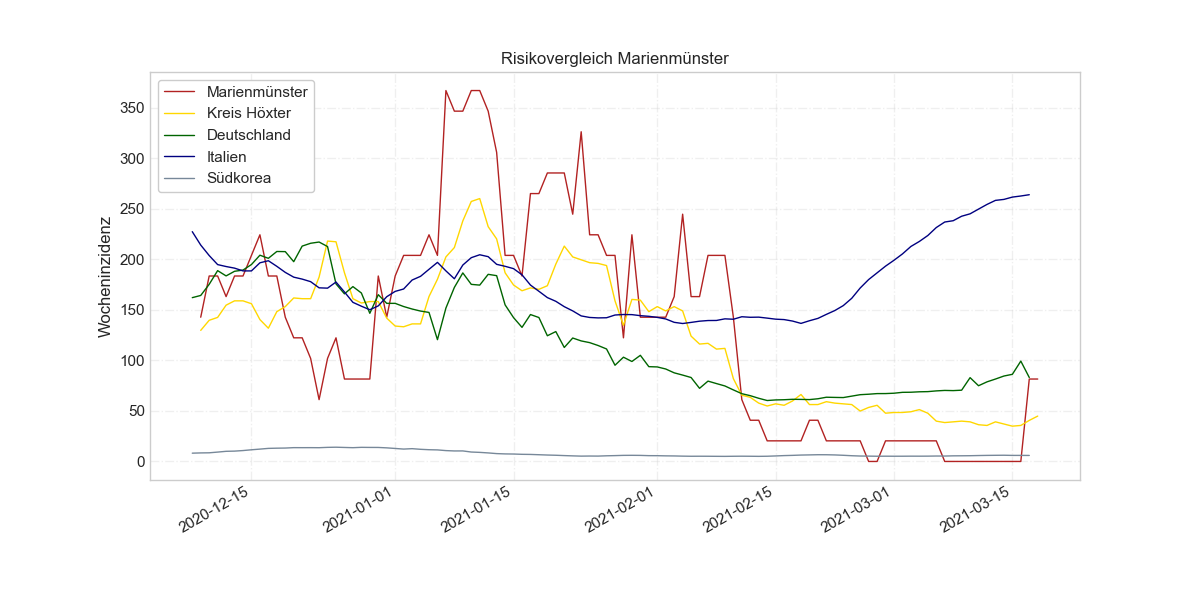 Risikovergleich Marienmünster
Wocheninzidenz
350
300
250
200
150
100
50
0
Marienmünster
Kreis Höxter
Deutschland
Italien
Südkorea
2020-12-15
2021-01-01
2021-01-15
2021-02-01
2021-02-15
2021-03-01
2021-03-15